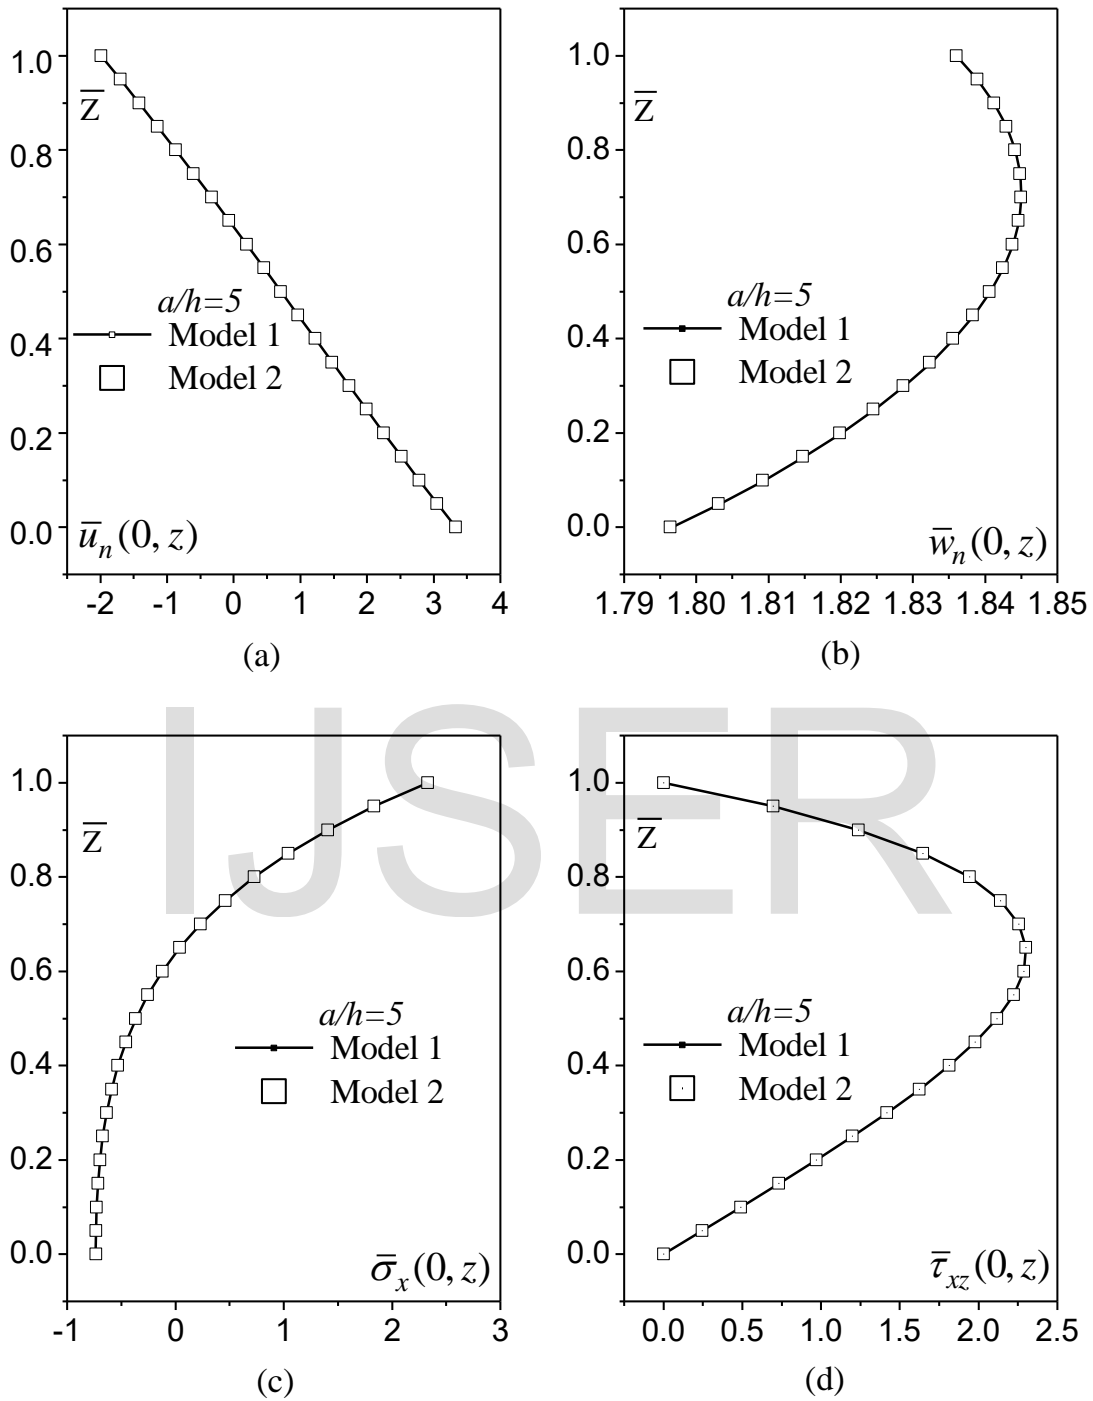 1.0
Z̅
0.8
0.6
a/h=5
Model 1
0.4
Model 2
0.2
0.0
u̅ₙ(0, z)
-2 -1 0 1 2 3 4
(a)
1.0
Z̅
0.8
0.6
a/h=5
Model 1
0.4
Model 2
0.2
0.0
w̅ₙ(0, z)
1.79 1.80 1.81 1.82 1.83 1.84 1.85
(b)
IJSER
1.0
Z̅
0.8
0.6
a/h=5
Model 1
0.4
Model 2
0.2
0.0
σ̅ₓ(0, z)
-1 0 1 2 3
(c)
1.0
Z̅
0.8
0.6
a/h=5
Model 1
0.4
Model 2
0.2
0.0
τ̅xz(0, z)
0.0 0.5 1.0 1.5 2.0 2.5
(d)